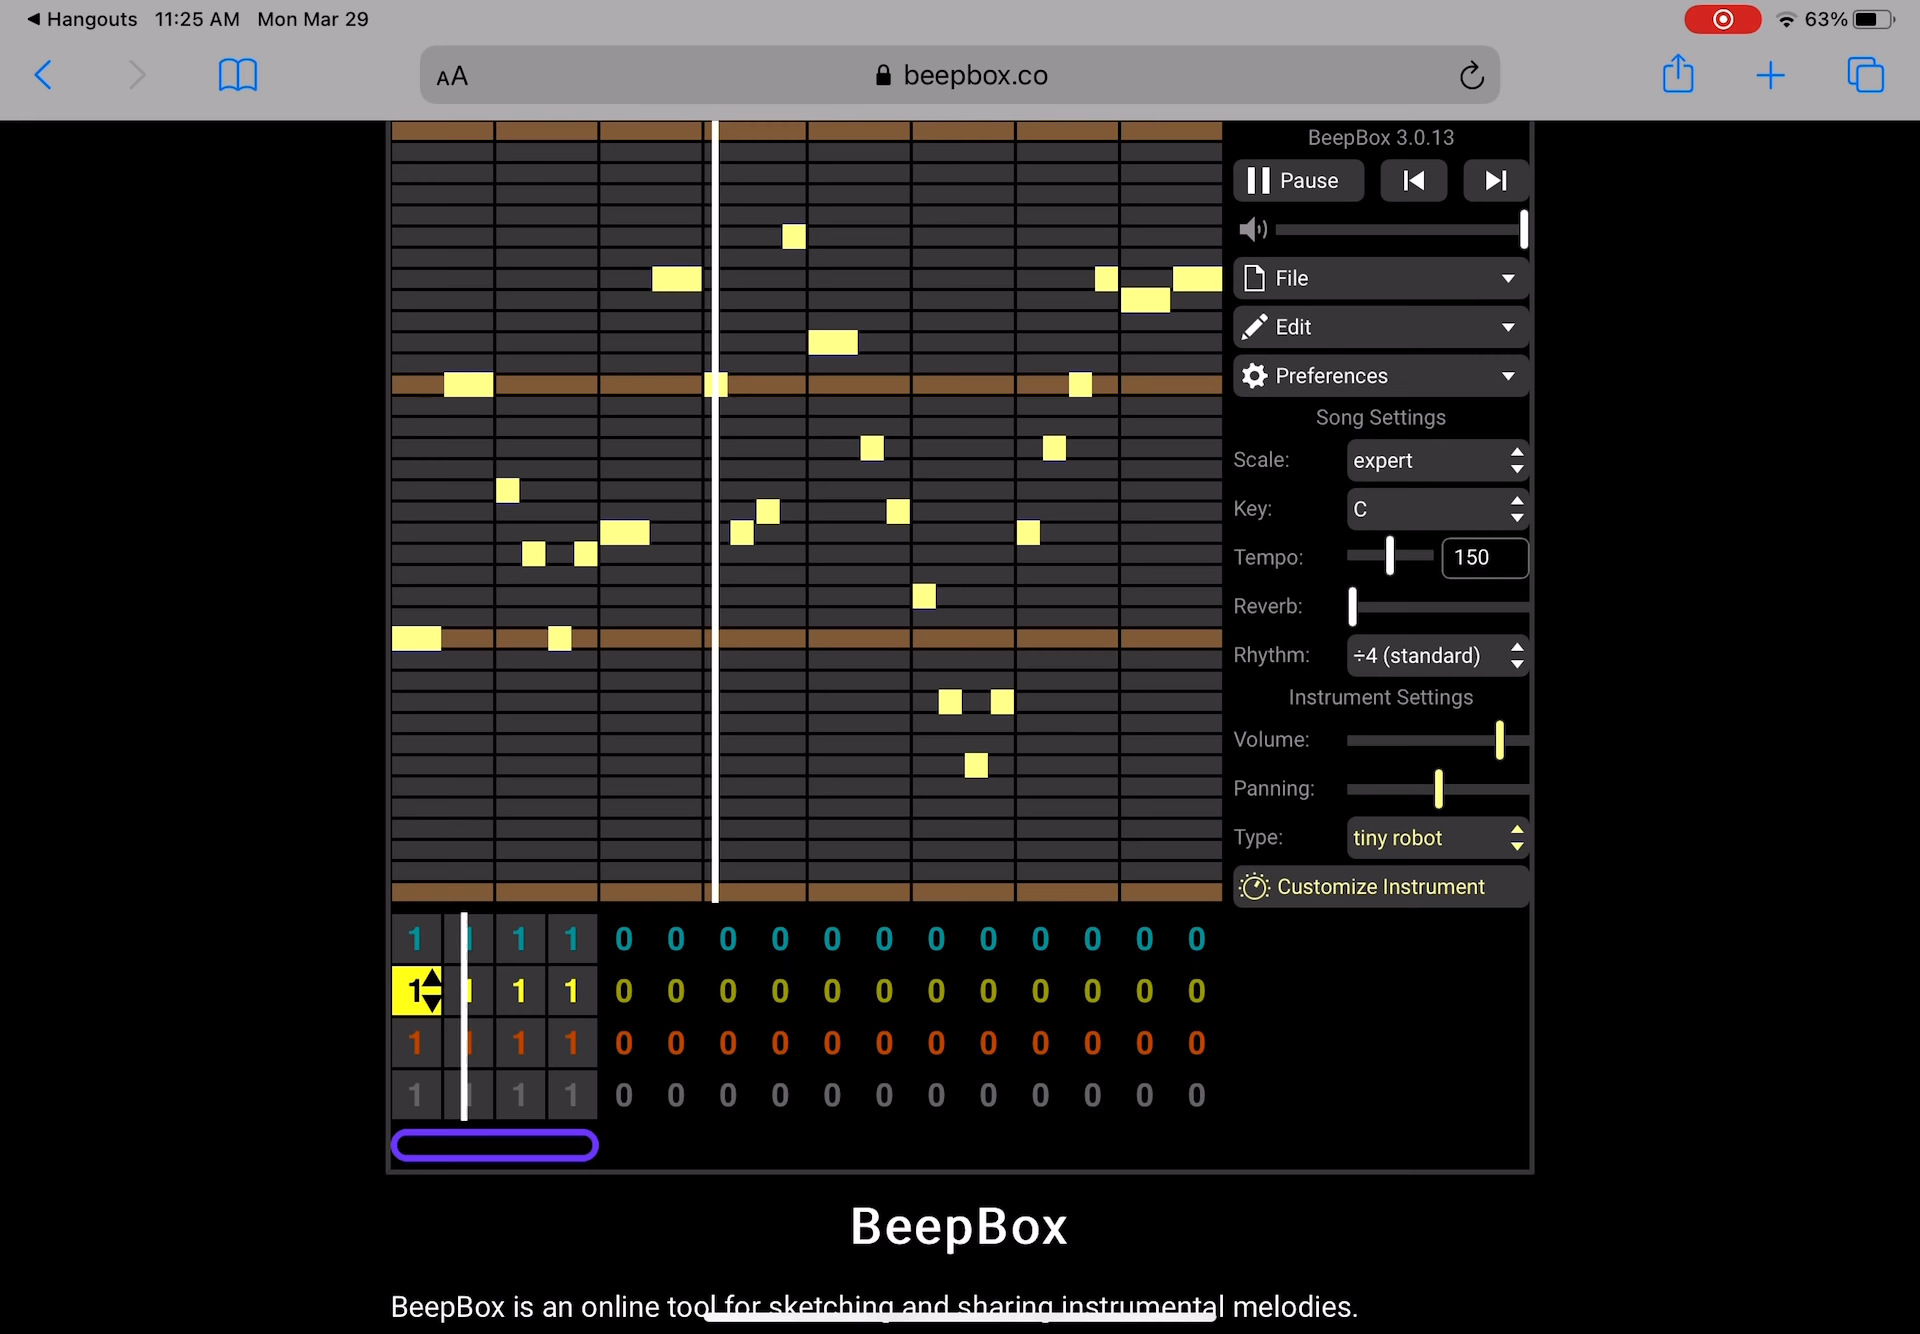 Hangouts 11:25 AM Mon Mar 29
63%
AA
beepbox.co
BeepBox 3.0.13
Pause
File
Edit
Preferences
Song Settings
Scale: expert
Key: C
Tempo: 150
Reverb:
Rhythm: ÷4 (standard)
Instrument Settings
Volume:
Panning:
Type: tiny robot
Customize Instrument
1 1 1 1 0 0 0 0 0 0 0 0 0 0 0 0
1 1 1 1 0 0 0 0 0 0 0 0 0 0 0 0
1 1 1 1 0 0 0 0 0 0 0 0 0 0 0 0
1 1 1 1 0 0 0 0 0 0 0 0 0 0 0 0
BeepBox
BeepBox is an online tool for sketching and sharing instrumental melodies.